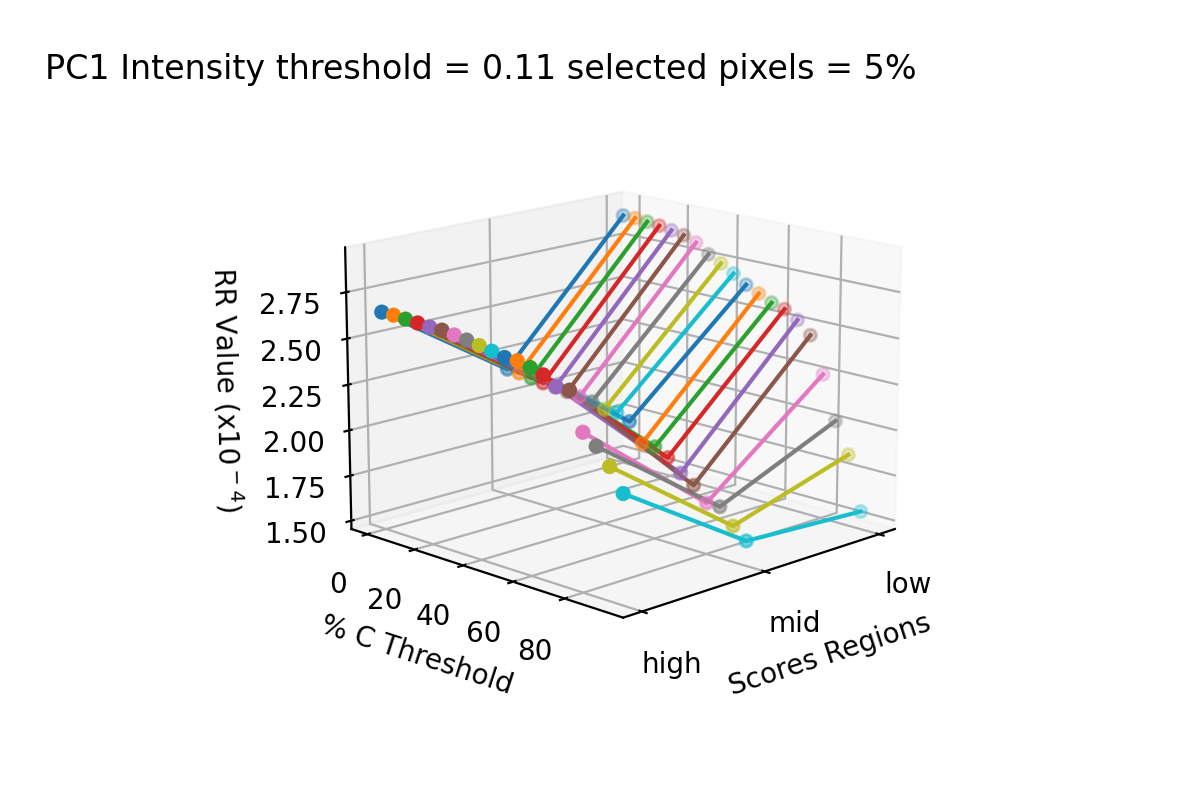 PC1 Intensity threshold = 0.11 selected pixels = 5%
RR Value (x10⁻⁴)
2.75
2.50
2.25
2.00
1.75
1.50
0
20
40
60
80
% C Threshold
high
mid
low
Scores Regions